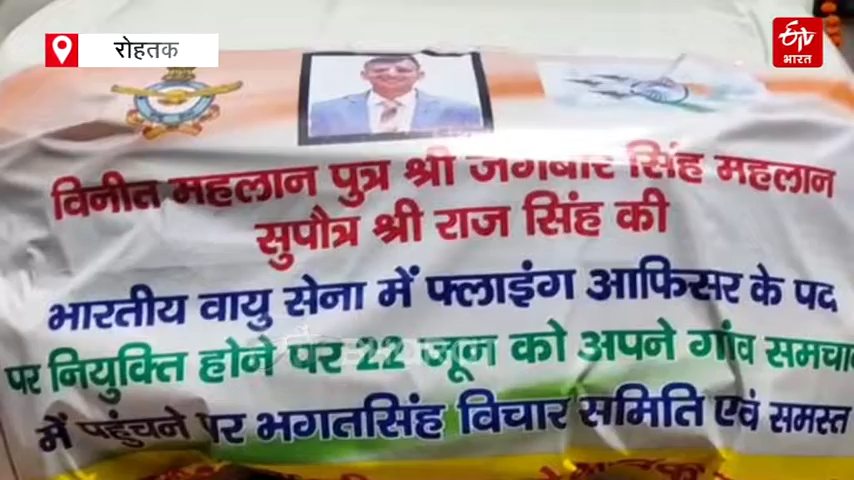 रोहतक
ETV
भारत
विनीत महलान पुत्र श्री जगबीर सिंह महलान
सुपौत्र श्री राज सिंह की
भारतीय वायु सेना में फ्लाइंग आफिसर के पद
पर नियुक्ति होने पर 22 जून को अपने गांव समचा
में पहुंचने पर भगतसिंह विचार समिति एवं समस्त